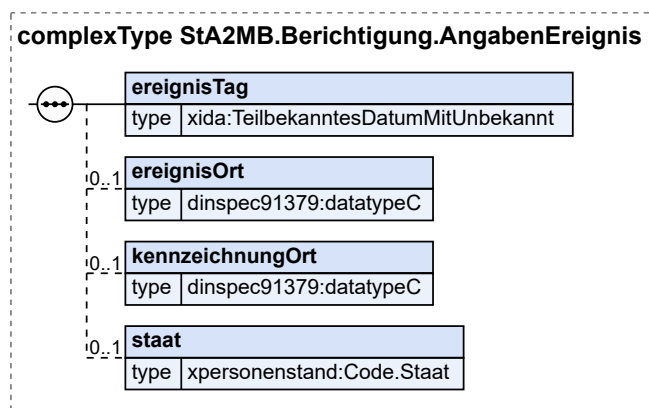 complexType StA2MB.Berichtigung.AngabenEreignis
ereignisTag
type xida:TeilbekanntesDatumMitUnbekannt
0..1
ereignisOrt
type dinspec91379:datatypeC
0..1
kennzeichnungOrt
type dinspec91379:datatypeC
0..1
staat
type xpersonenstand:Code.Staat